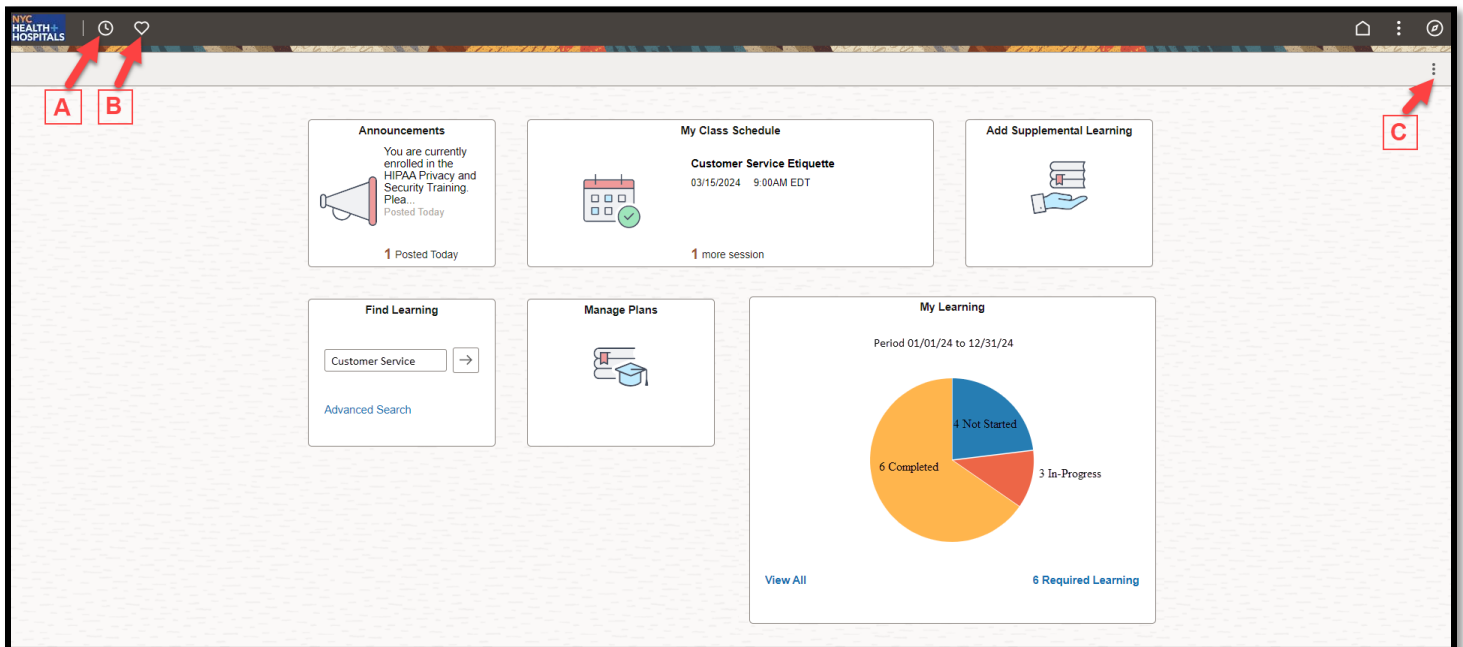 NYC
HEALTH+
HOSPITALS
A
B
C
Announcements
You are currently
enrolled in the
HIPAA Privacy and
Security Training.
Plea...
Posted Today
1 Posted Today
My Class Schedule
Customer Service Etiquette
03/15/2024 9:00AM EDT
1 more session
Add Supplemental Learning
Find Learning
Customer Service
Advanced Search
Manage Plans
My Learning
Period 01/01/24 to 12/31/24
4 Not Started
6 Completed
3 In-Progress
View All
6 Required Learning